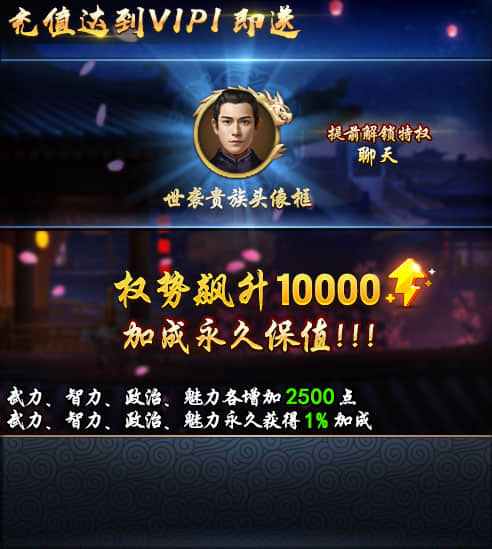 充值达到VIP1即送
提前解锁特权
聊天
世袭贵族头像框
权势飙升10000
加成永久保值!!!
武力、智力、政治、魅力各增加2500点
武力、智力、政治、魅力永久获得1%加成